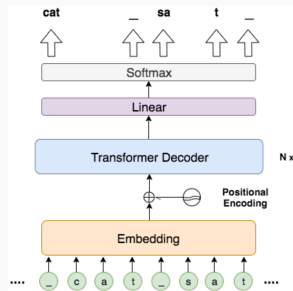 cat _ sa t _
Softmax
Linear
Transformer Decoder N x
Positional
Encoding
Embedding
.... _ c a t _ s a t ....